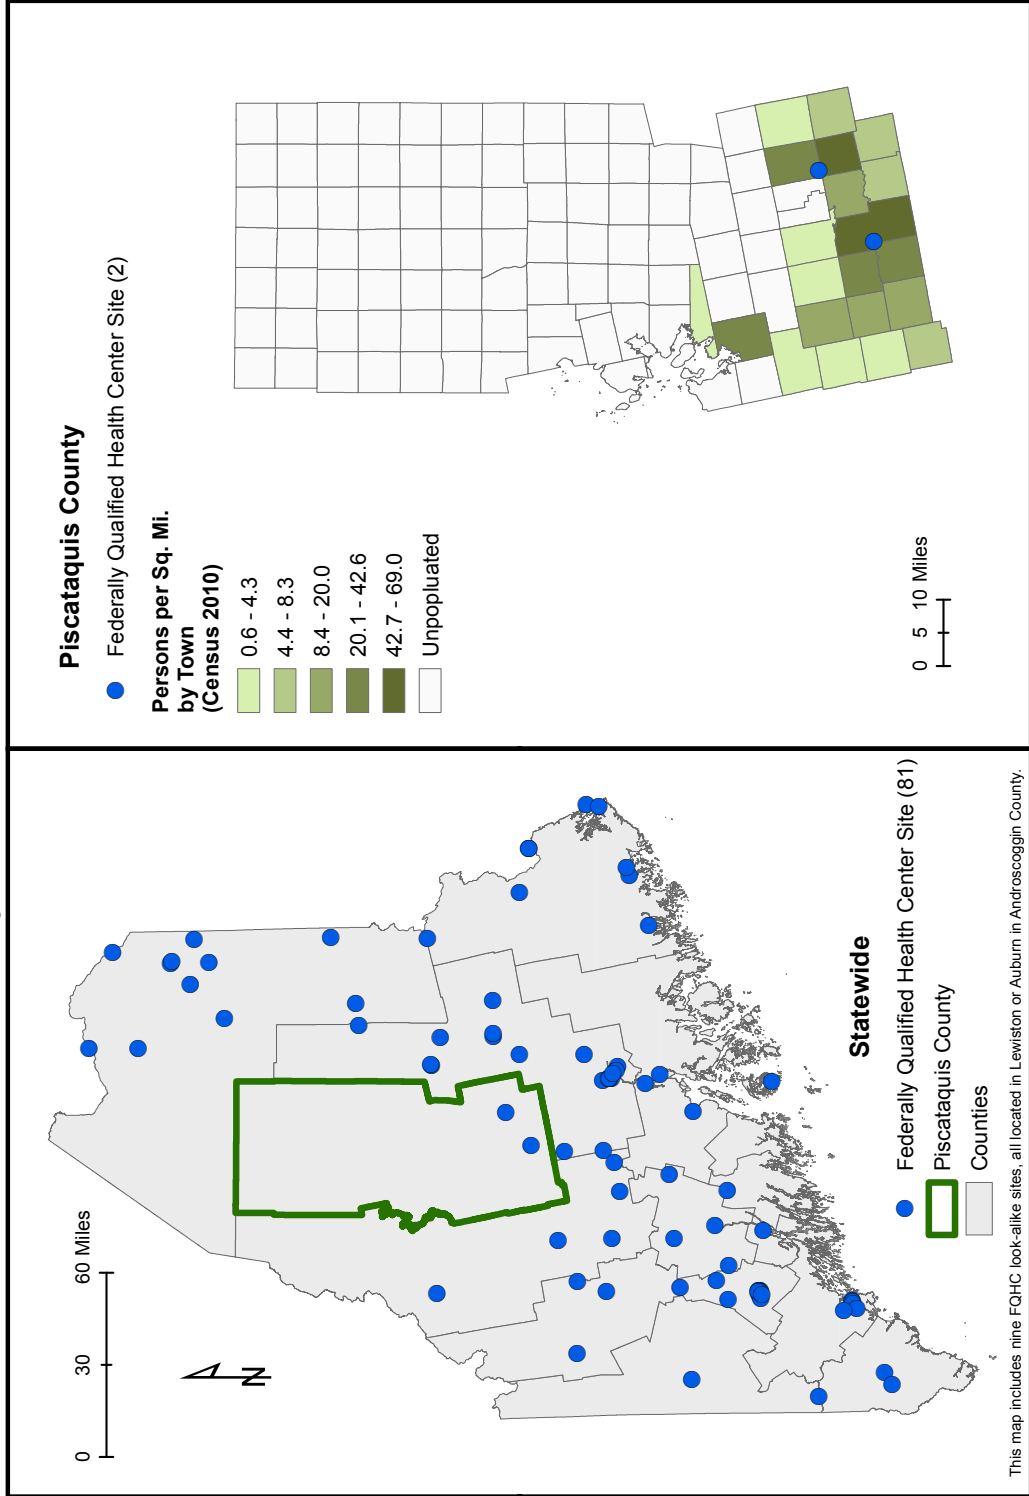 0 30 60 Miles
N
Statewide
Federally Qualified Health Center Site (81)
Piscataquis County
Counties
This map includes nine FQHC look-alike sites, all located in Lewiston or Auburn in Androscoggin County.
Piscataquis County
Federally Qualified Health Center Site (2)
Persons per Sq. Mi.
by Town
(Census 2010)
0.6 - 4.3
4.4 - 8.3
8.4 - 20.0
20.1 - 42.6
42.7 - 69.0
Unpopluated
0 5 10 Miles